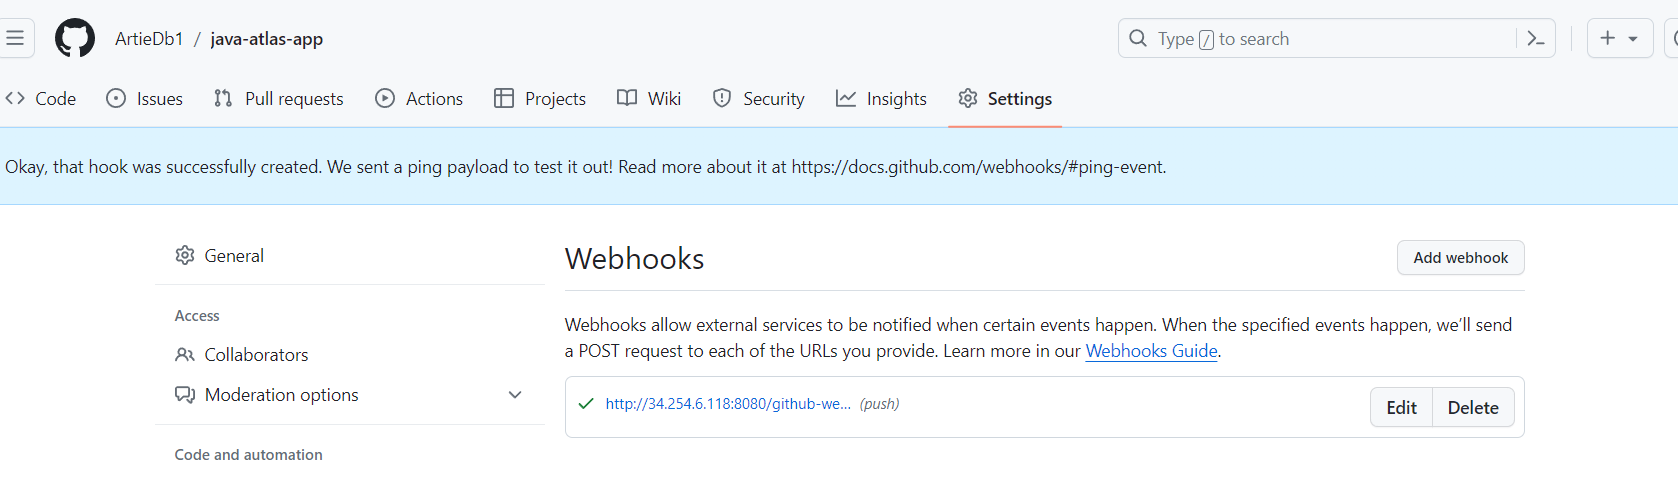 ArtieDb1 / java-atlas-app
Type / to search
Code Issues Pull requests Actions Projects Wiki Security Insights Settings
Okay, that hook was successfully created. We sent a ping payload to test it out! Read more about it at https://docs.github.com/webhooks/#ping-event.
General
Access
Collaborators
Moderation options
Code and automation
Webhooks
Add webhook
Webhooks allow external services to be notified when certain events happen. When the specified events happen, we’ll send
a POST request to each of the URLs you provide. Learn more in our Webhooks Guide.
http://34.254.6.118:8080/github-we... (push)
Edit Delete